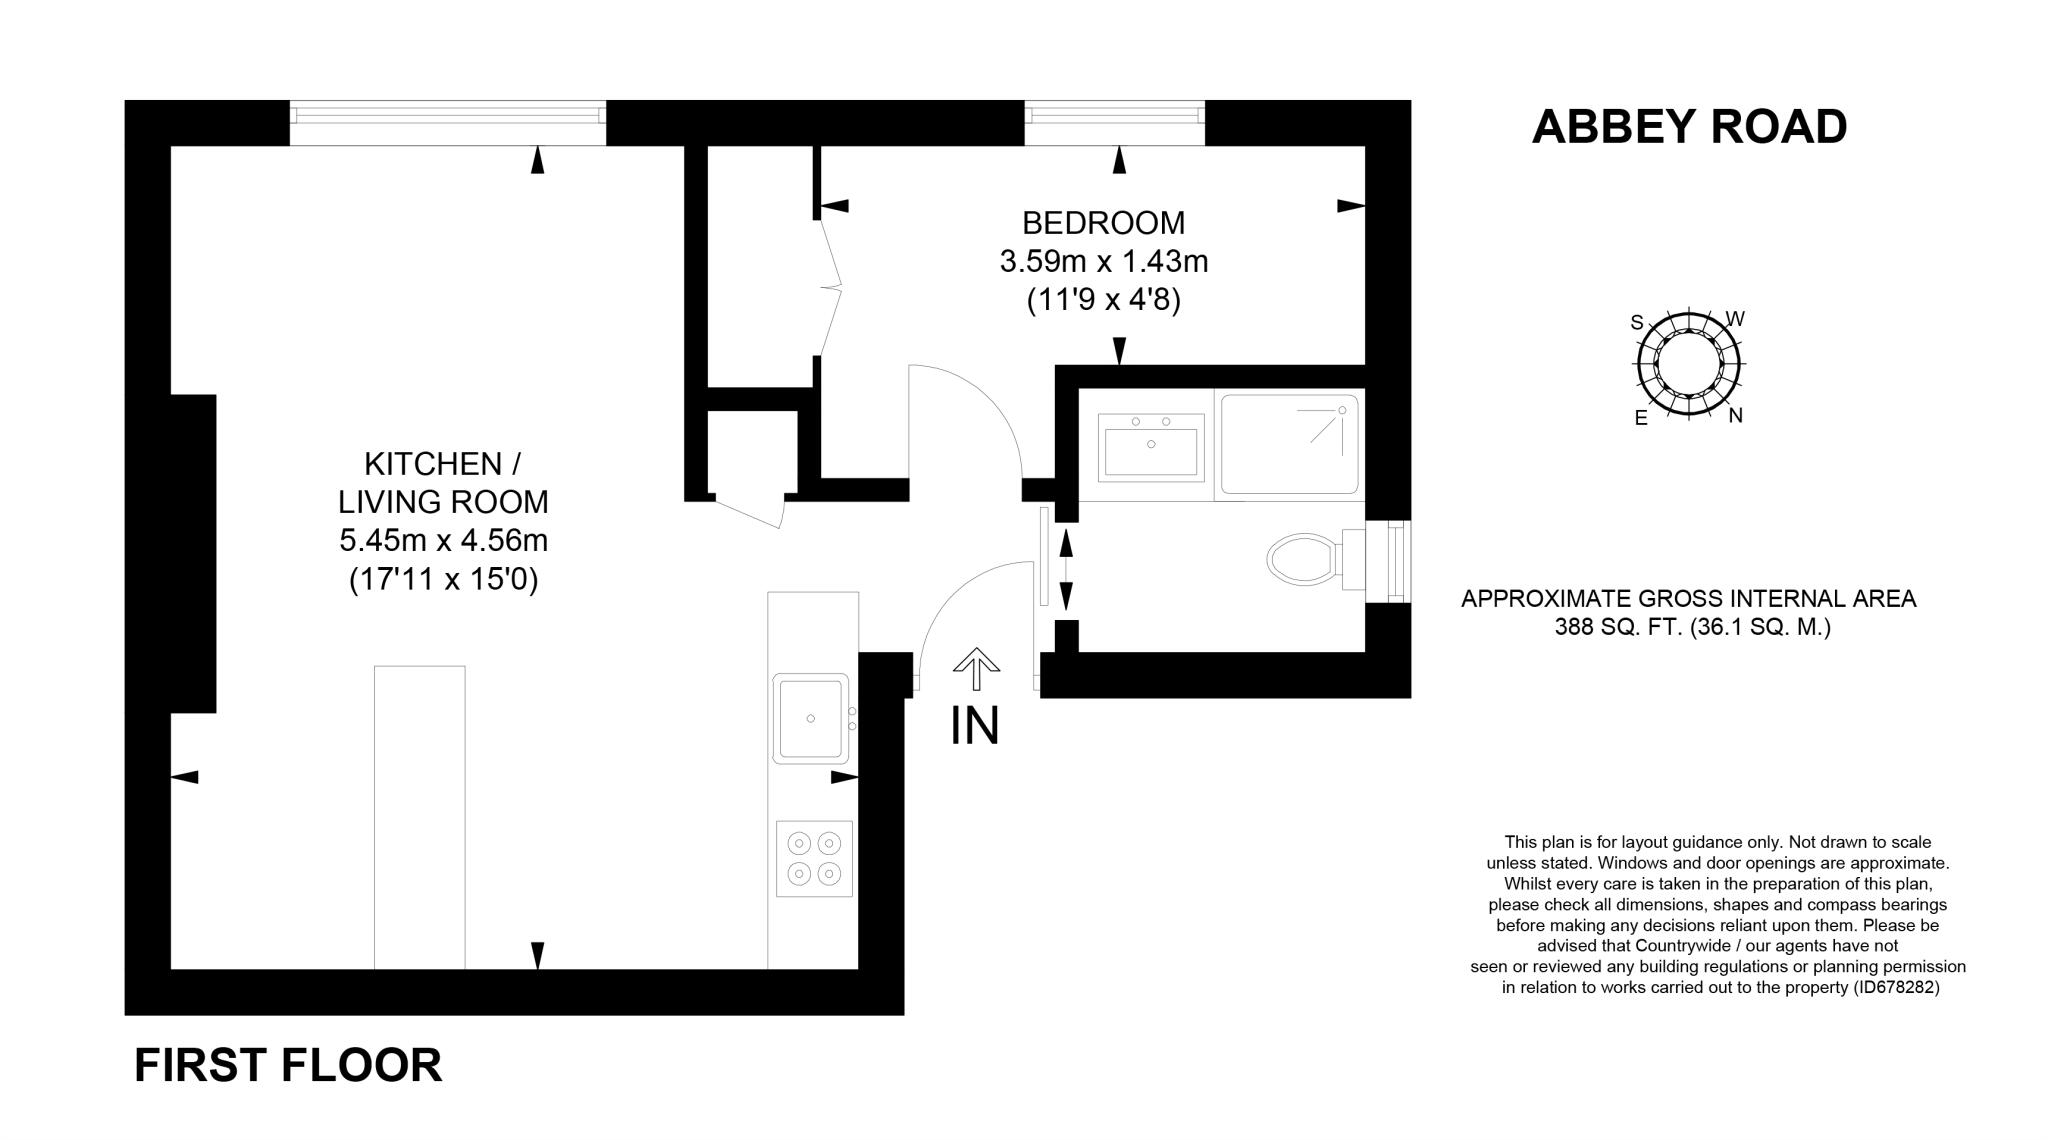 ABBEY ROAD
BEDROOM
3.59m x 1.43m
(11'9 x 4'8)
S
W
E
N
KITCHEN /
LIVING ROOM
5.45m x 4.56m
(17'11 x 15'0)
IN
APPROXIMATE GROSS INTERNAL AREA
388 SQ. FT. (36.1 SQ. M.)
This plan is for layout guidance only. Not drawn to scale
unless stated. Windows and door openings are approximate.
Whilst every care is taken in the preparation of this plan,
please check all dimensions, shapes and compass bearings
before making any decisions reliant upon them. Please be
advised that Countrywide / our agents have not
seen or reviewed any building regulations or planning permission
in relation to works carried out to the property (ID678282)
FIRST FLOOR